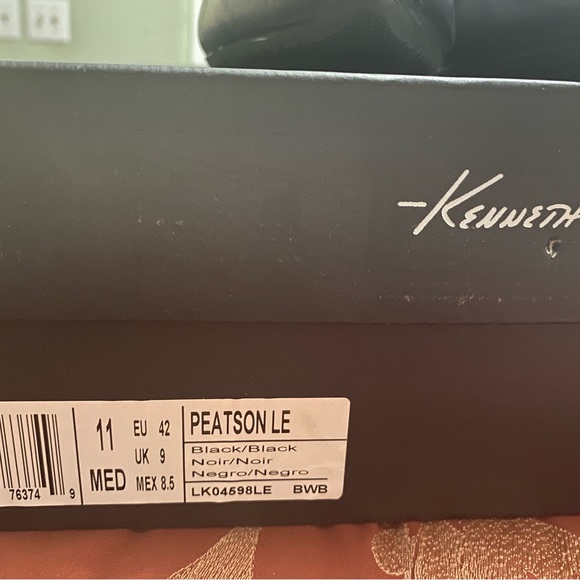 -KENNETH
76374 9
11
MED
EU 42
UK 9
MEX 8.5
PEATSON LE
Black/Black
Noir/Noir
Negro/Negro
LK04598LE BWB